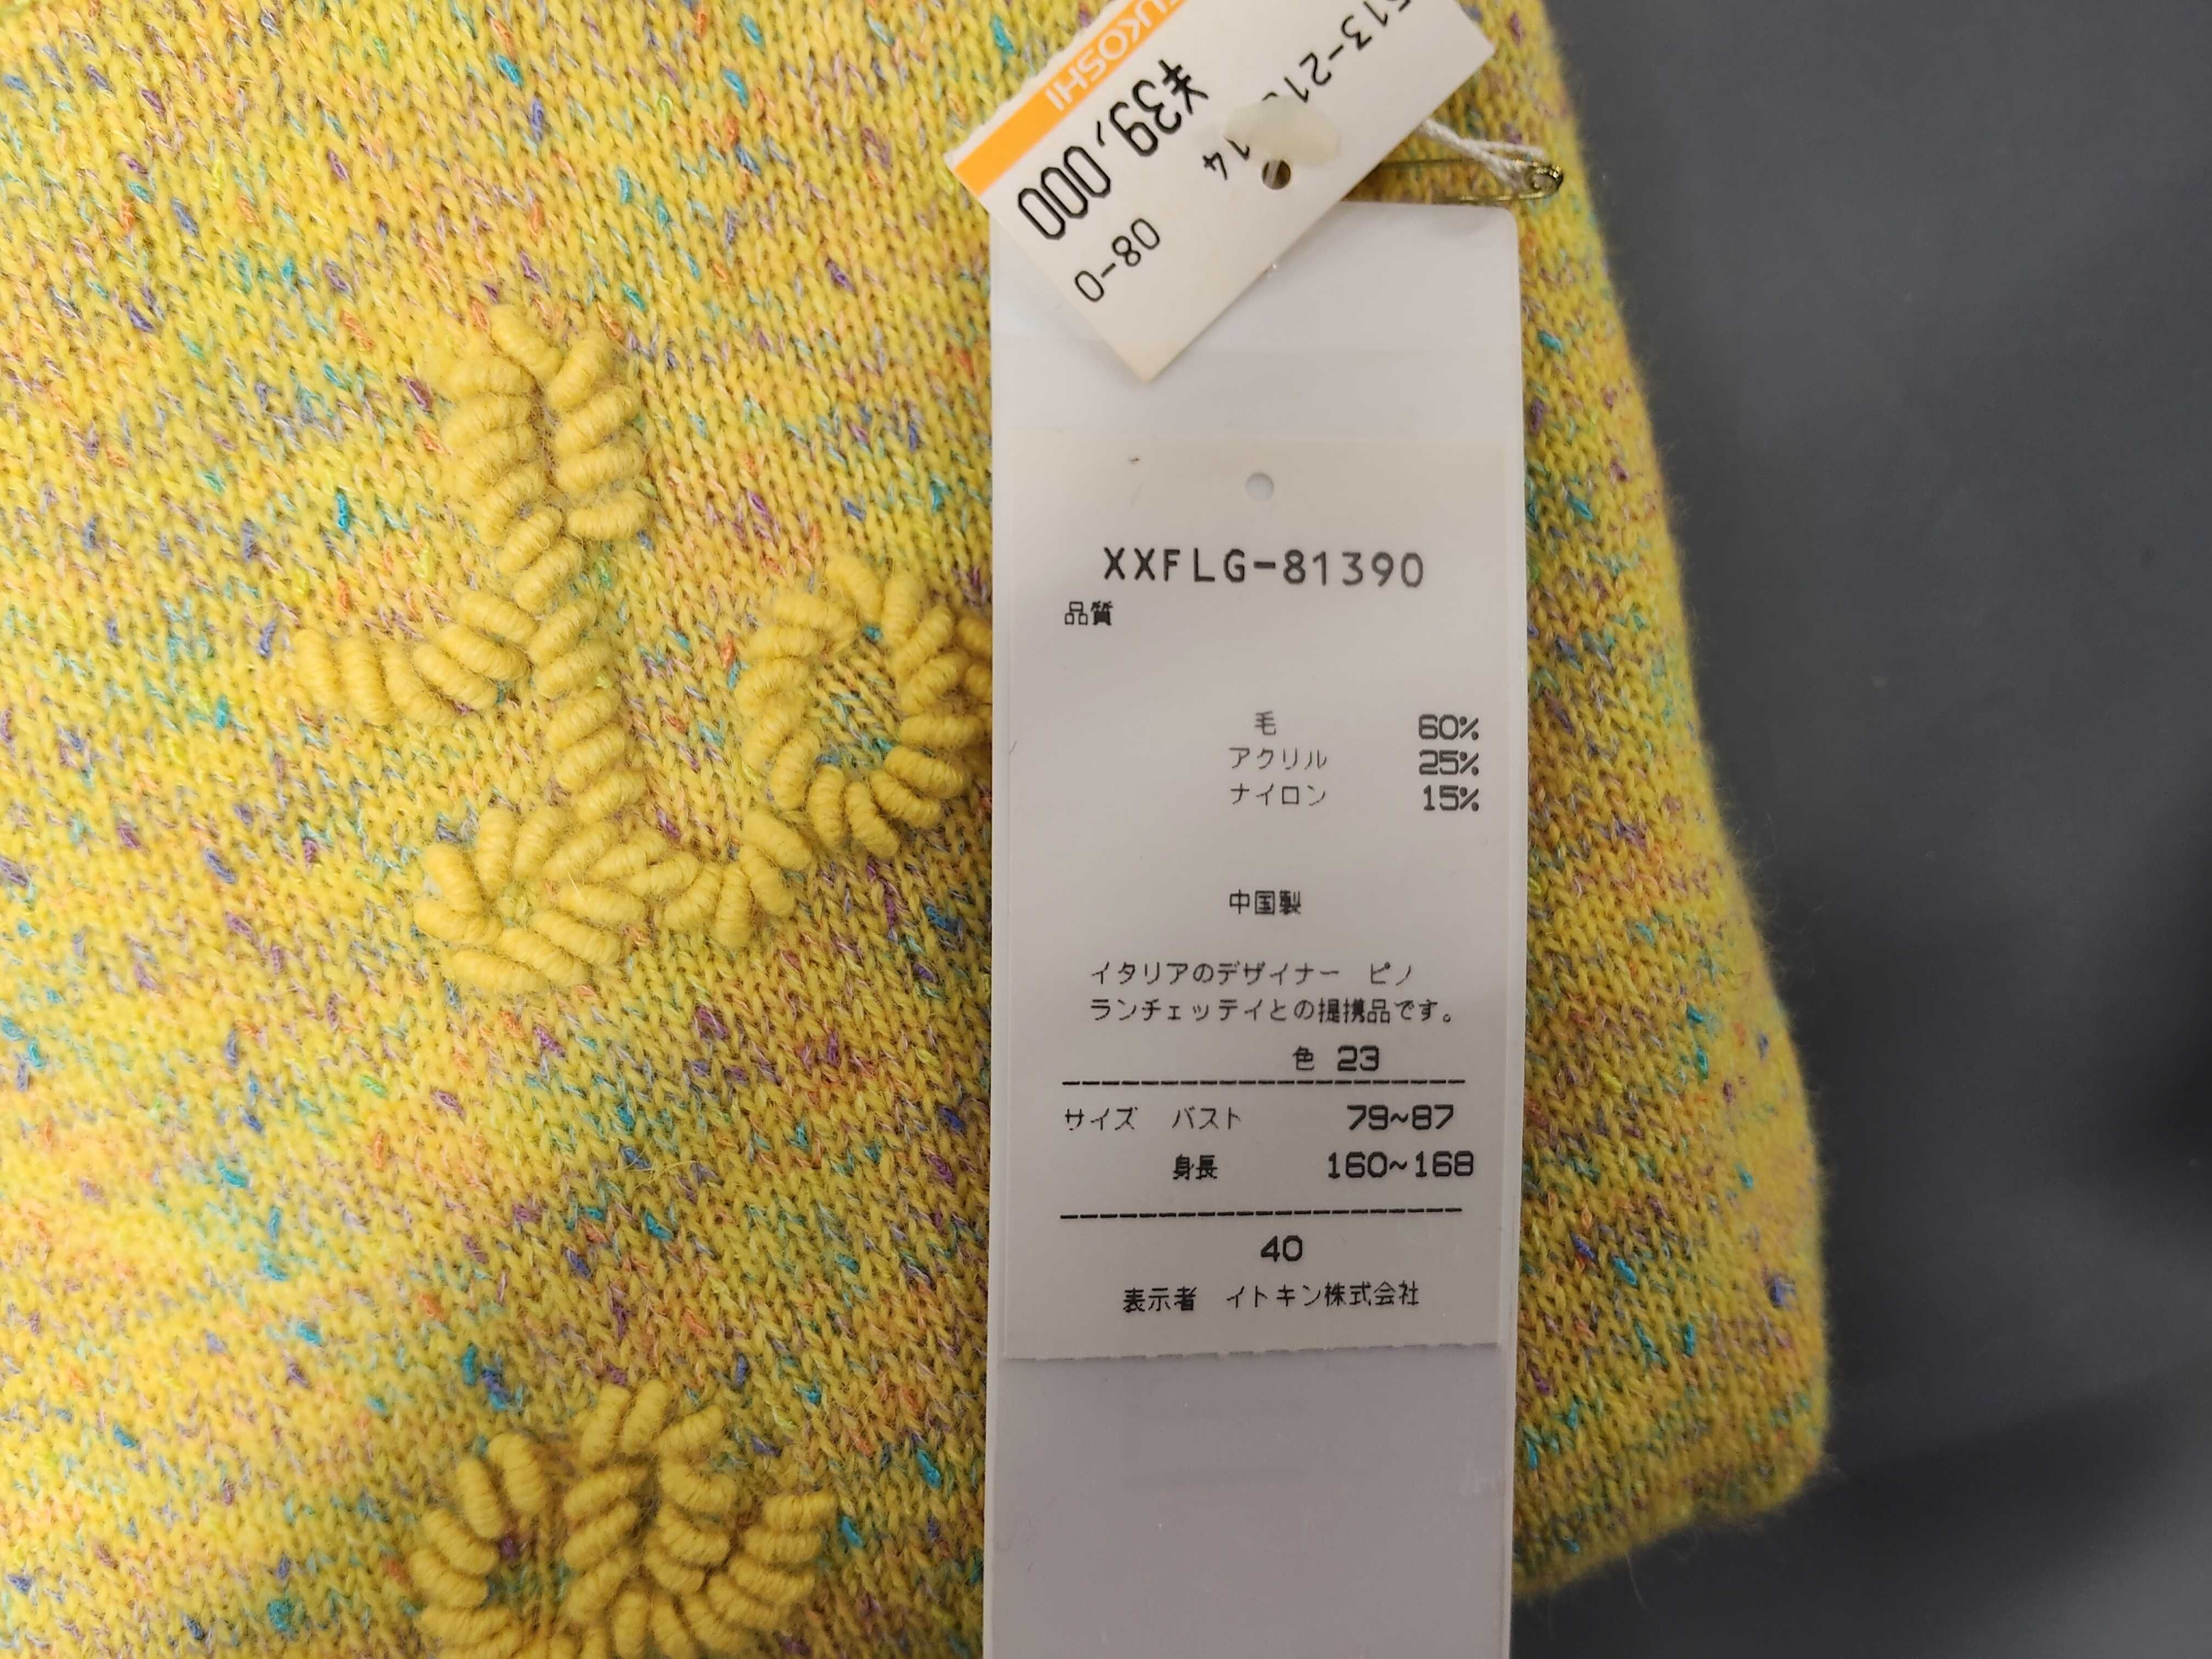 ¥39,000
08-0
14
XXFLG-81390
品質
毛 60%
アクリル 25%
ナイロン 15%
中国製
イタリアのデザイナー ピノ
ランチェッテイとの提携品です。
色 23
サイズ バスト 79~87
身長 160~168
40
表示者 イトキン株式会社